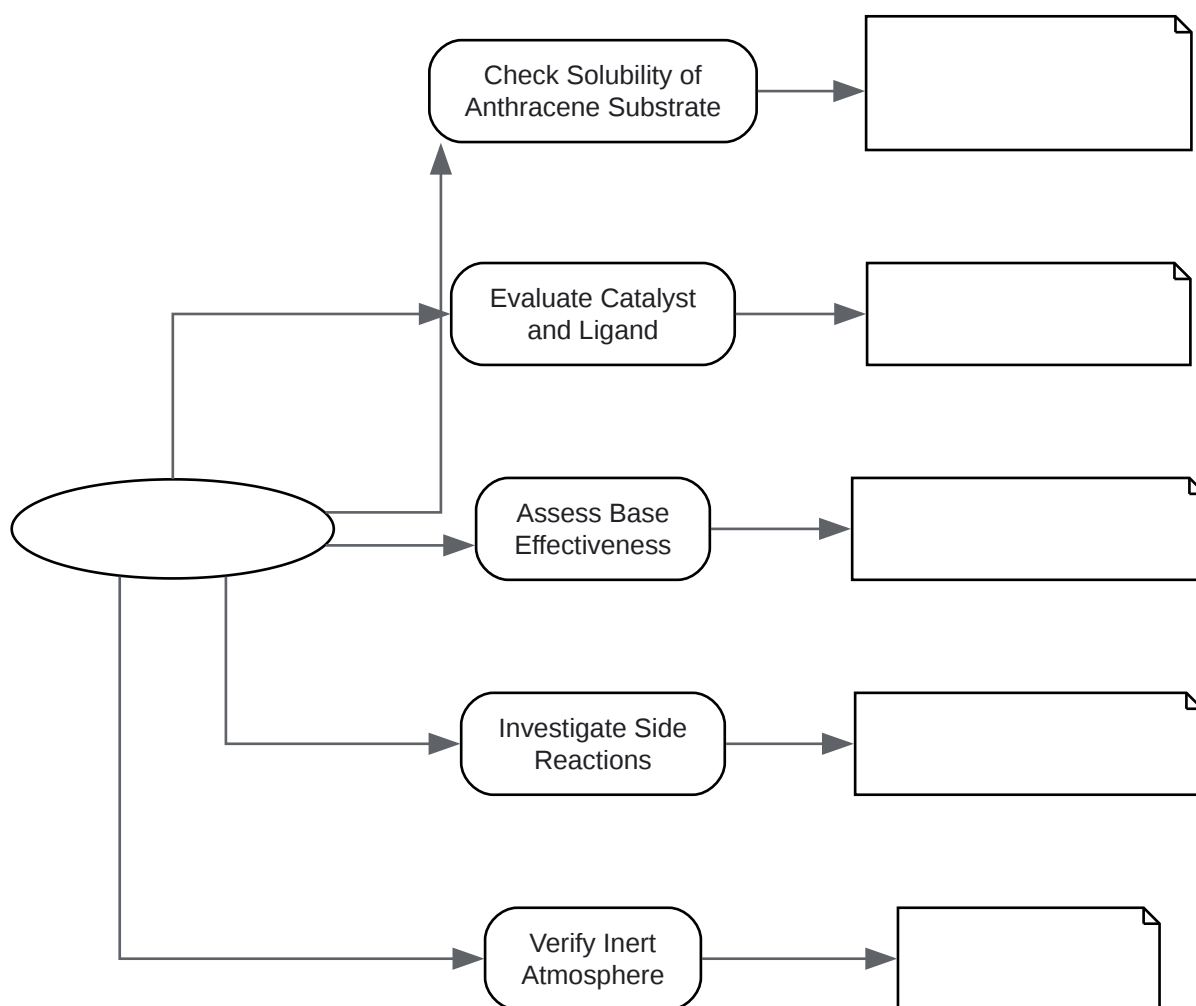 Check Solubility of
Anthracene Substrate
Evaluate Catalyst
and Ligand
Assess Base
Effectiveness
Investigate Side
Reactions
Verify Inert
Atmosphere